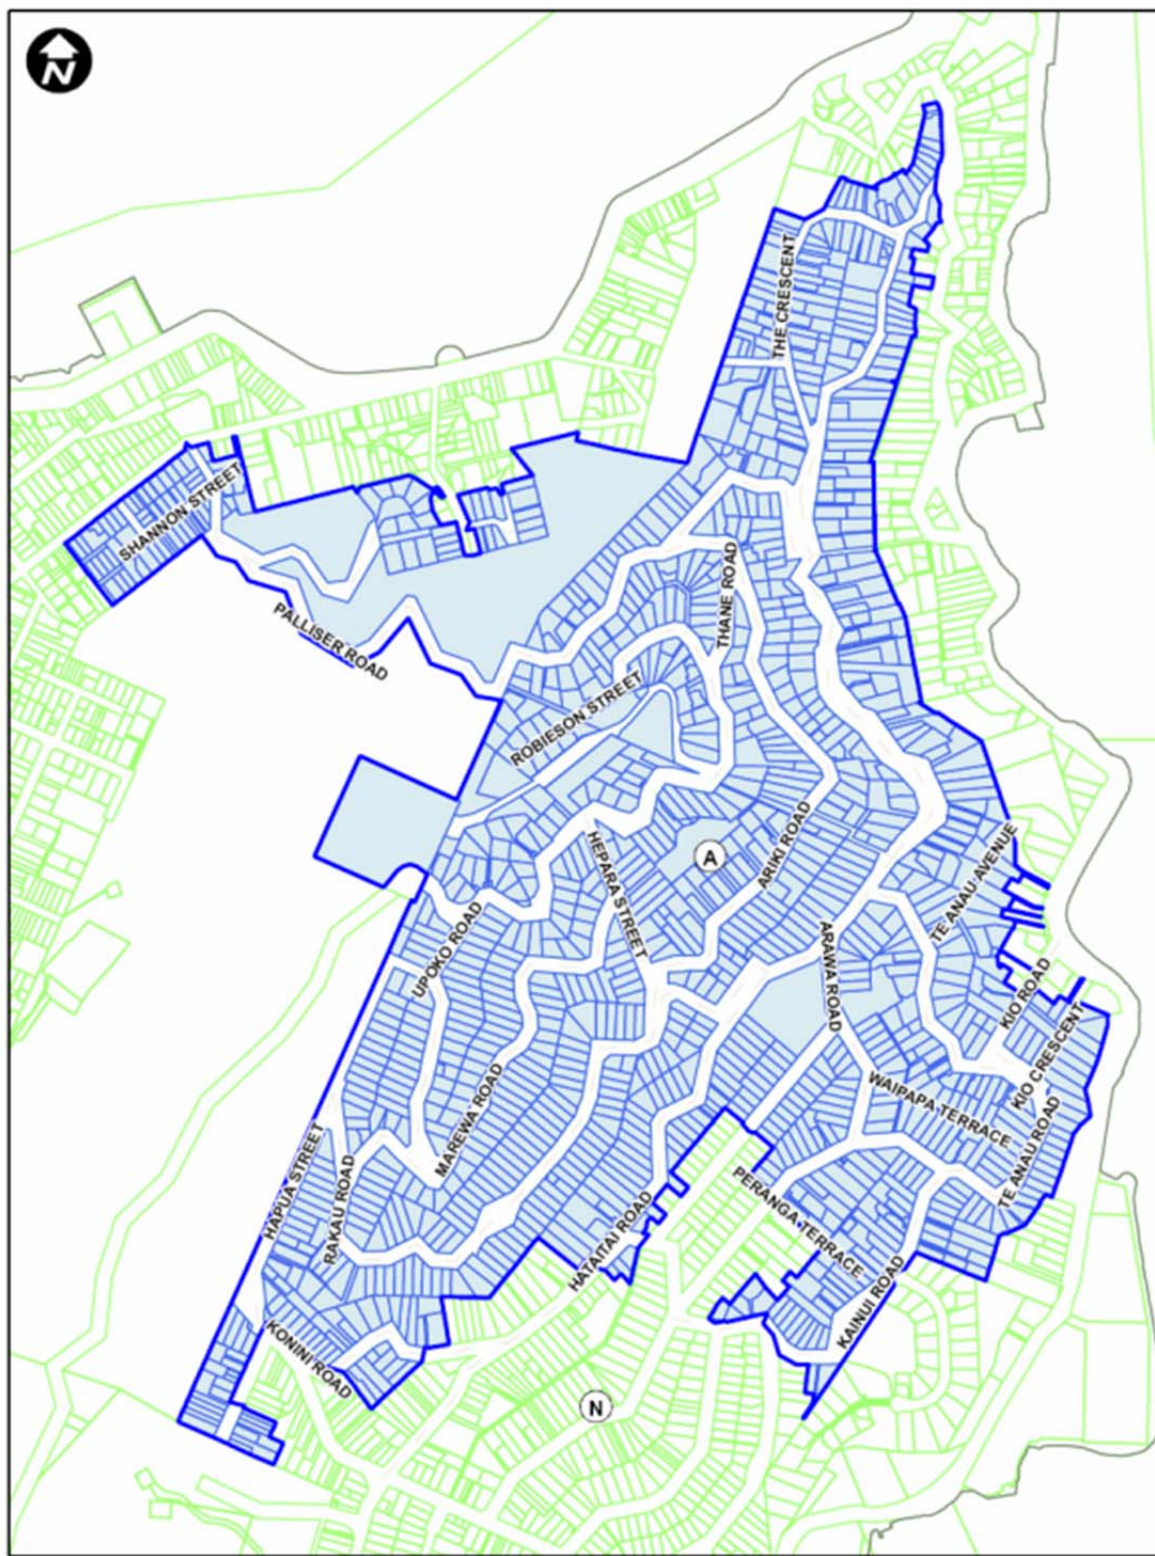 N
THE CRESCENT
SHANNON STREET
THANE ROAD
PALLISER ROAD
ROBIESON STREET
HEPARA STREET
A
ARIKI ROAD
TE ANAU AVENUE
UPOKO ROAD
ARAWA ROAD
KIO ROAD
KIO CRESCENT
MAREWA ROAD
WAIPAPA TERRACE
TE ANAU ROAD
HAPUA STREET
RAKAU ROAD
HATAITAI ROAD
PERANGA TERRACE
KAINUI ROAD
KONINI ROAD
N